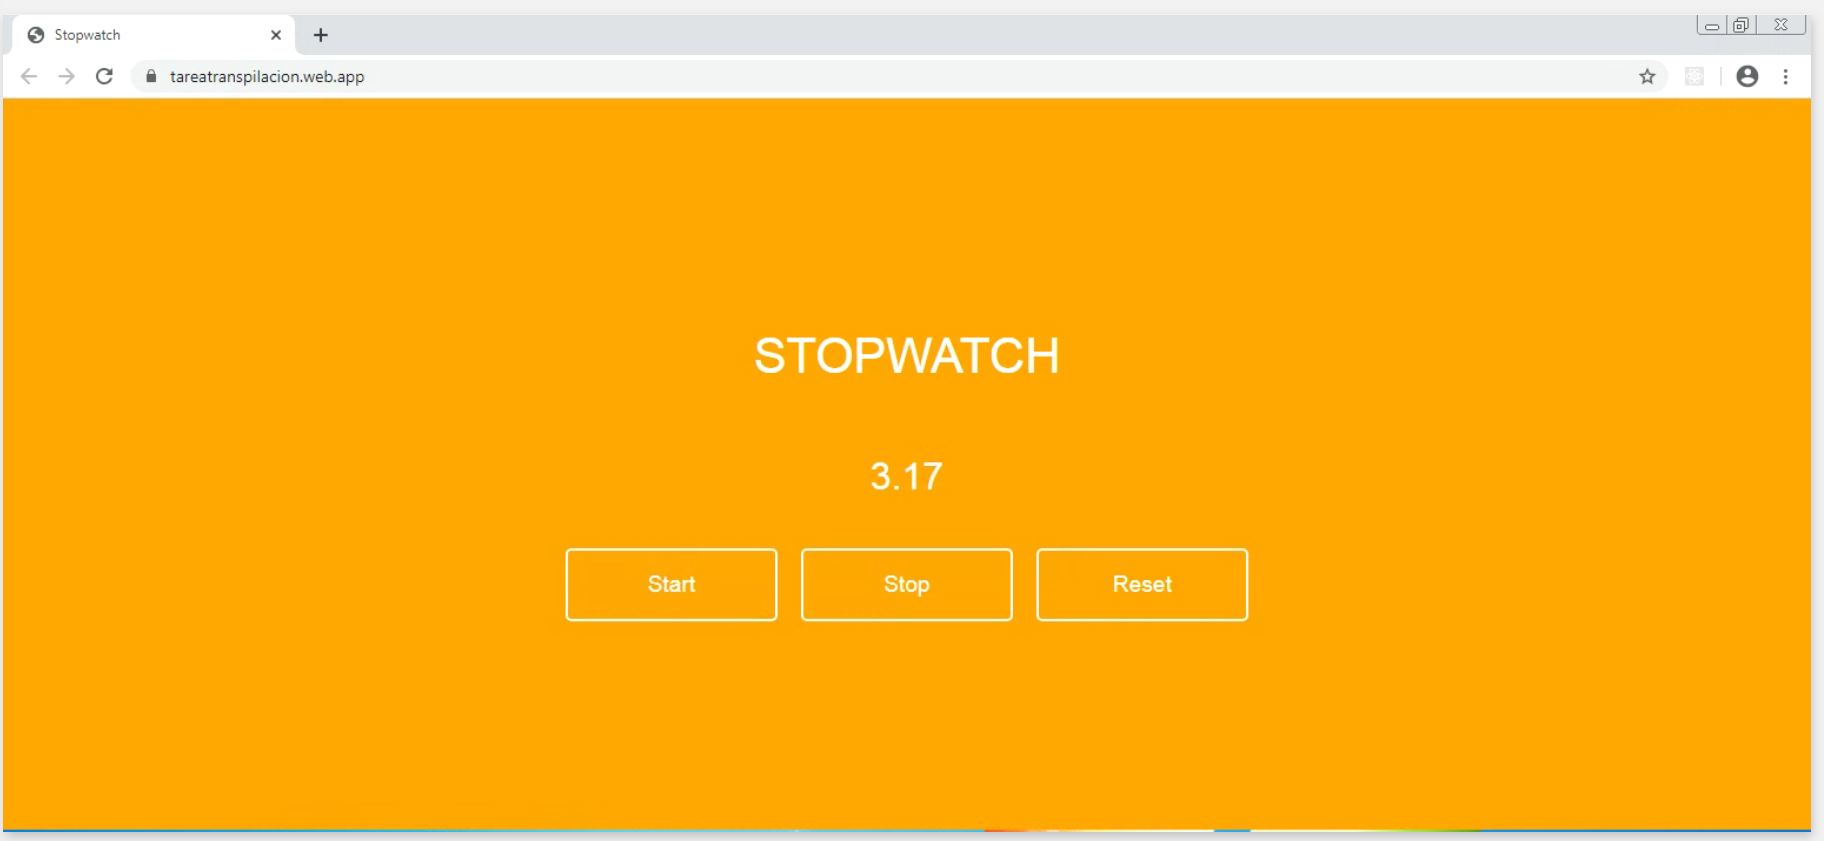 Stopwatch
tareatranspilacion.web.app
STOPWATCH
3.17
Start Stop Reset